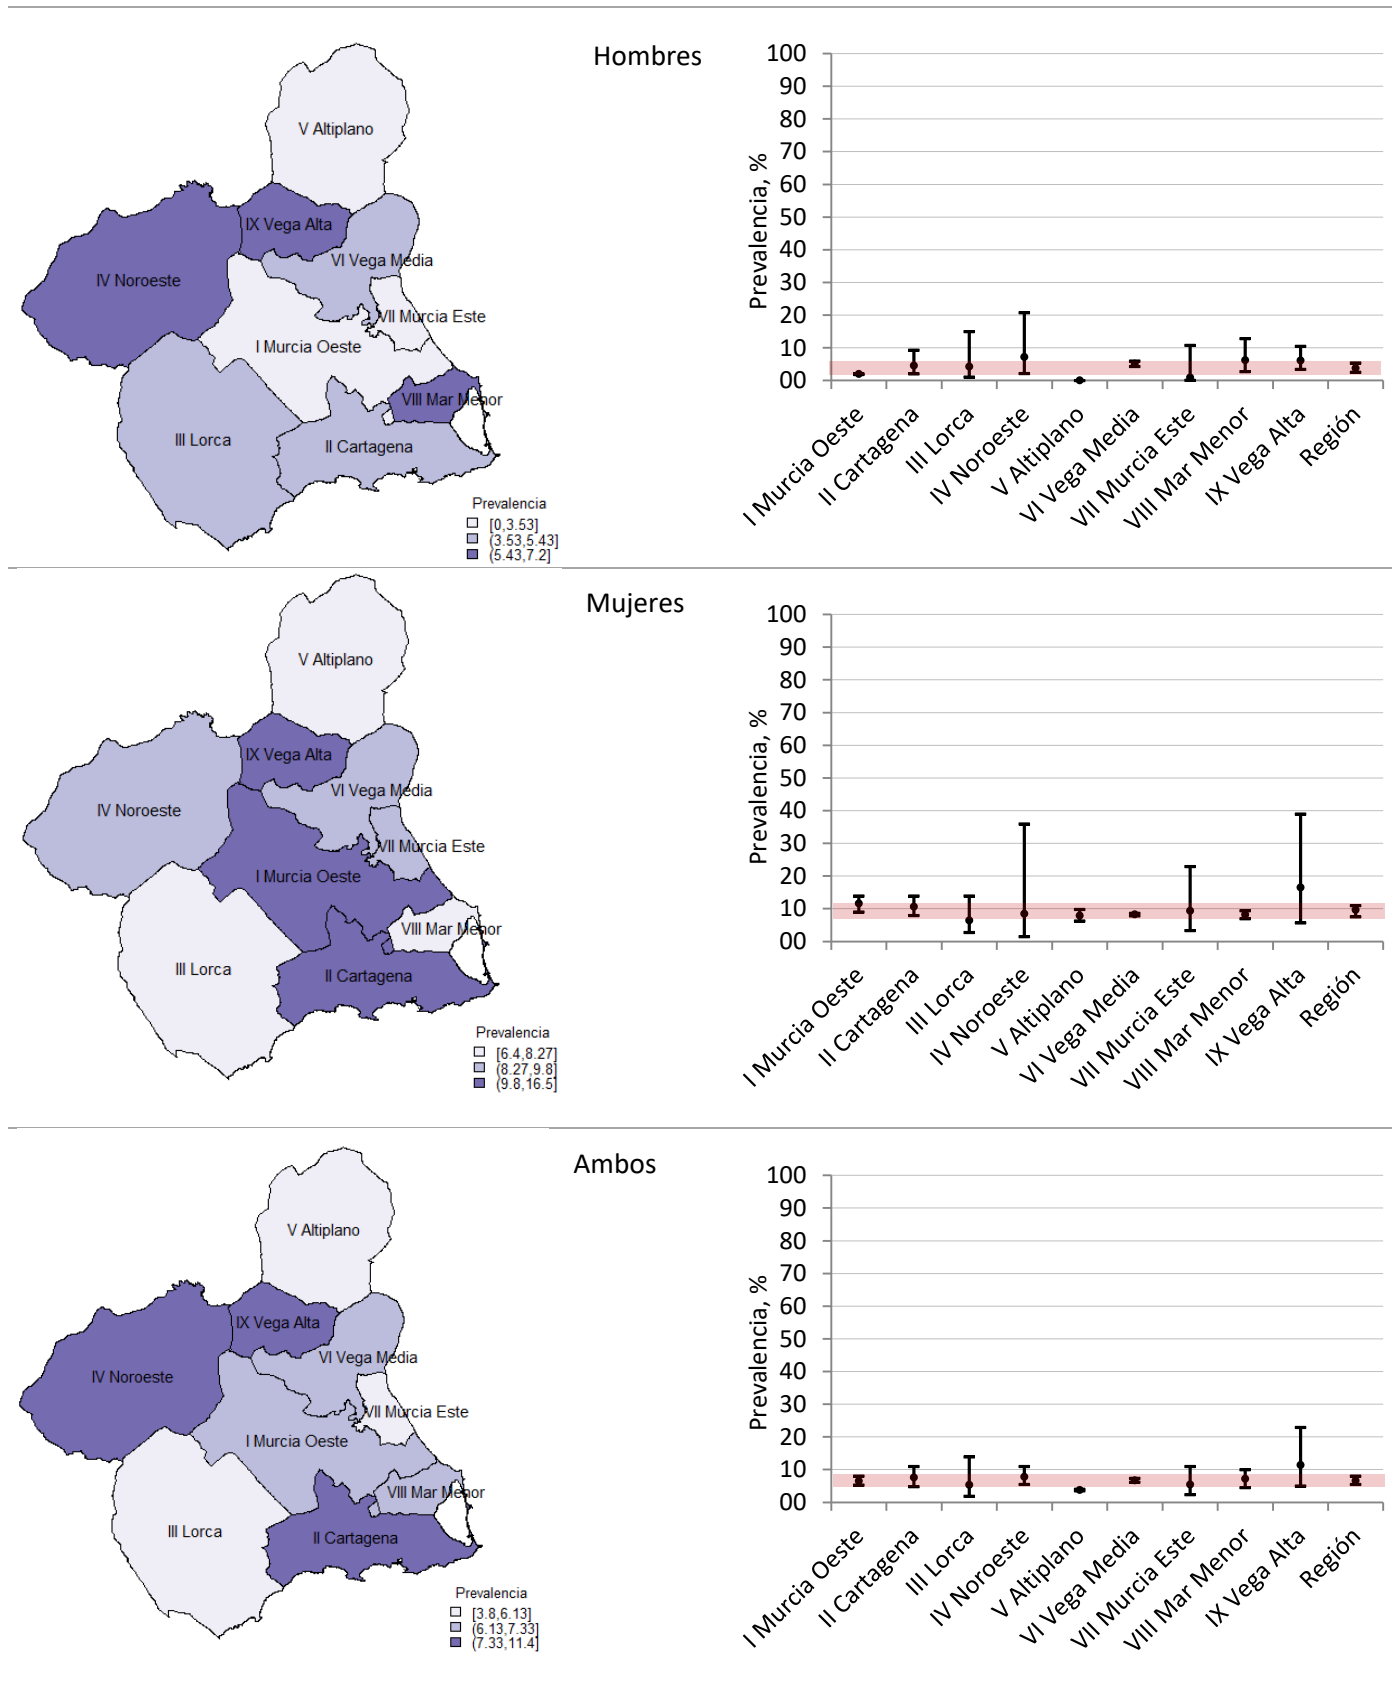 Hombres
V Altiplano
IX Vega Alta
VI Vega Media
IV Noroeste
VII Murcia Este
I Murcia Oeste
VIII Mar Menor
III Lorca
II Cartagena
Prevalencia
[0,3.53]
(3.53,5.43]
(5.43,7.2]
Prevalencia, %
100
90
80
70
60
50
40
30
20
10
00
I Murcia Oeste
II Cartagena
III Lorca
IV Noroeste
V Altiplano
VI Vega Media
VII Murcia Este
VIII Mar Menor
IX Vega Alta
Región
Mujeres
V Altiplano
IX Vega Alta
VI Vega Media
IV Noroeste
VII Murcia Este
I Murcia Oeste
VIII Mar Menor
III Lorca
II Cartagena
Prevalencia
[6.4,8.27]
(8.27,9.8]
(9.8,16.5]
Prevalencia, %
100
90
80
70
60
50
40
30
20
10
00
I Murcia Oeste
II Cartagena
III Lorca
IV Noroeste
V Altiplano
VI Vega Media
VII Murcia Este
VIII Mar Menor
IX Vega Alta
Región
Ambos
V Altiplano
IX Vega Alta
VI Vega Media
IV Noroeste
VII Murcia Este
I Murcia Oeste
VIII Mar Menor
III Lorca
II Cartagena
Prevalencia
[3.8,6.13]
(6.13,7.33]
(7.33,11.4]
Prevalencia, %
100
90
80
70
60
50
40
30
20
10
00
I Murcia Oeste
II Cartagena
III Lorca
IV Noroeste
V Altiplano
VI Vega Media
VII Murcia Este
VIII Mar Menor
IX Vega Alta
Región